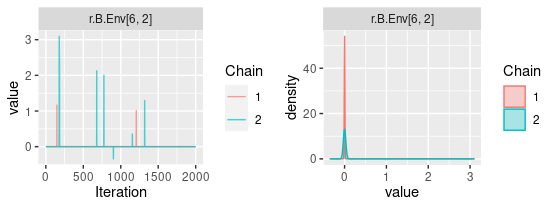 r.B.Env[6, 2]
value
3
2
1
0
0 500 1000 1500 2000
Iteration
Chain
1
2
r.B.Env[6, 2]
density
40
20
0
0 1 2 3
value
Chain
1
2